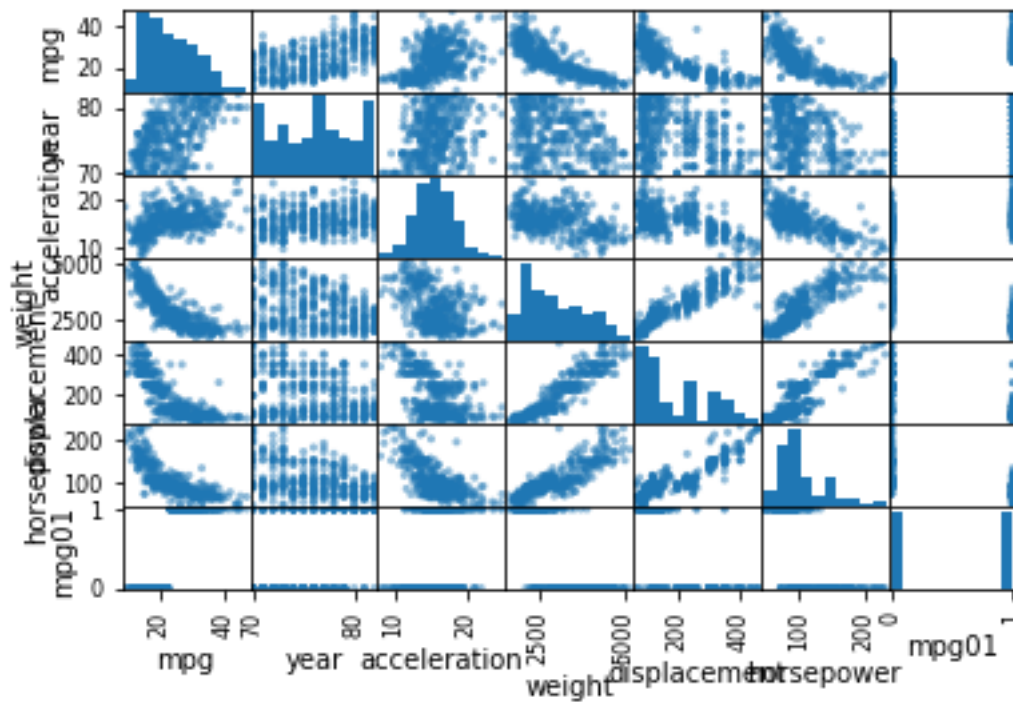 mpg
40
20
year
80
70
acceleration
20
10
weight
5000
2500
displacement
400
200
horsepower
200
100
mpg01
1
0
20 40 70 80 10 20 2500 5000 200 400 100 200 0 1
mpg year acceleration weight displacement horsepower mpg01